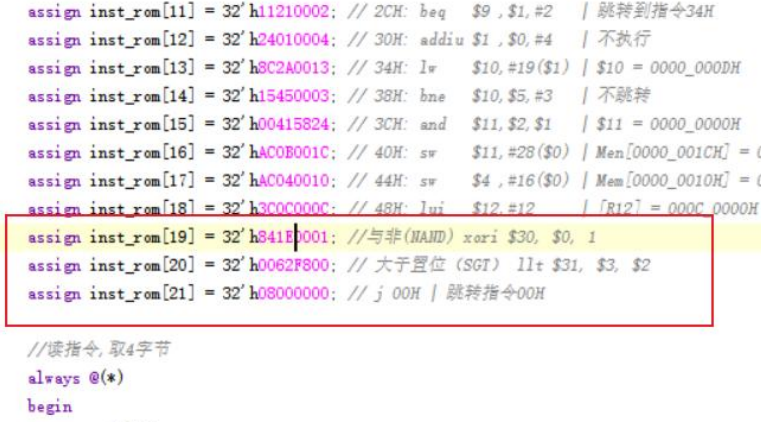 assign inst_rom[11] = 32'h11210002; // 2CH: beq $9 ,$1,#2 | 跳转到指令34H
assign inst_rom[12] = 32'h24010004; // 30H: addiu $1 ,$0,#4 | 不执行
assign inst_rom[13] = 32'h8C2A0013; // 34H: lw $10,#19($1) | $10 = 0000_000DH
assign inst_rom[14] = 32'h15450003; // 38H: bne $10,$5,#3 | 不跳转
assign inst_rom[15] = 32'h00415824; // 3CH: and $11,$2,$1 | $11 = 0000_0000H
assign inst_rom[16] = 32'hAC0B001C; // 40H: sw $11,#28($0) | Men[0000_001CH] =
assign inst_rom[17] = 32'hAC040010; // 44H: sw $4 ,#16($0) | Mem[0000_0010H] =
assign inst_rom[18] = 32'h3C0C000C; // 48H: lui $12,#12 | [R12] = 000C_0000H
assign inst_rom[19] = 32'h841E0001; //与非(NAND) xori $30, $0, 1
assign inst_rom[20] = 32'h0062F800; // 大于置位 (SGT) llt $31, $3, $2
assign inst_rom[21] = 32'h08000000; // j 00H | 跳转指令00H
//读指令,取4字节
always @(*)
begin